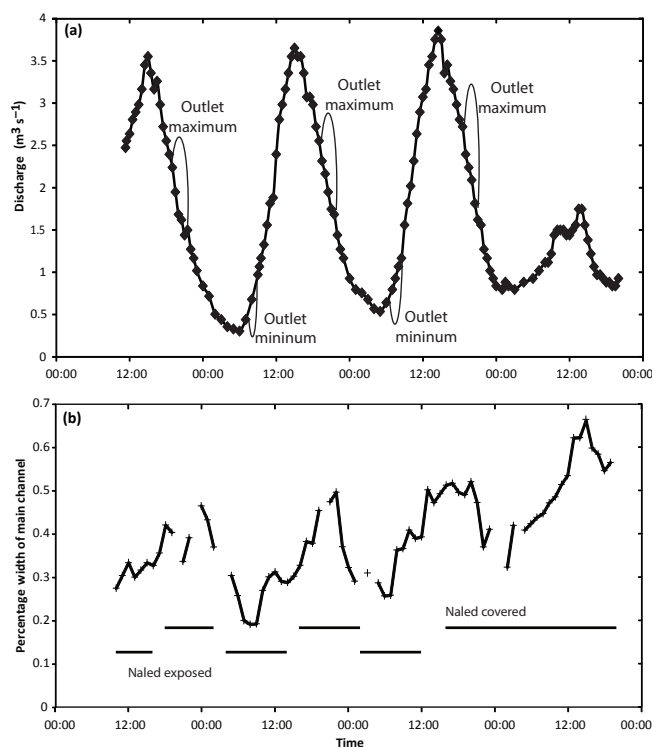 (a)
4
3.5
3
2.5
2
1.5
1
0.5
0
Discharge (m³ s⁻¹)
Outlet
maximum
Outlet
maximum
Outlet
maximum
Outlet
mininum
Outlet
mininum
00:00 12:00 00:00 12:00 00:00 12:00 00:00 12:00 00:00
(b)
0.7
0.6
0.5
0.4
0.3
0.2
0.1
0
Percentage width of main channel
Naled covered
Naled exposed
00:00 12:00 00:00 12:00 00:00 12:00 00:00 12:00 00:00
Time